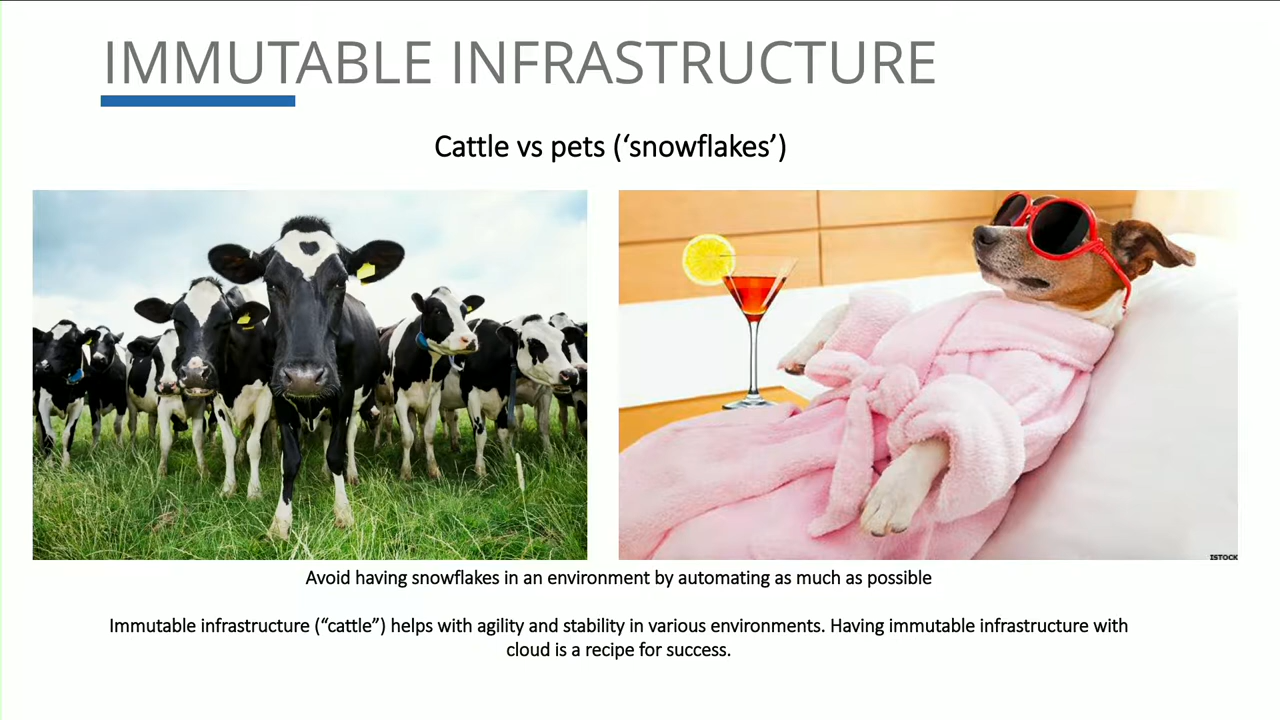 IMMUTABLE INFRASTRUCTURE
Cattle vs pets (‘snowflakes’)
ISTOCK
Avoid having snowflakes in an environment by automating as much as possible
Immutable infrastructure (“cattle”) helps with agility and stability in various environments. Having immutable infrastructure with
cloud is a recipe for success.